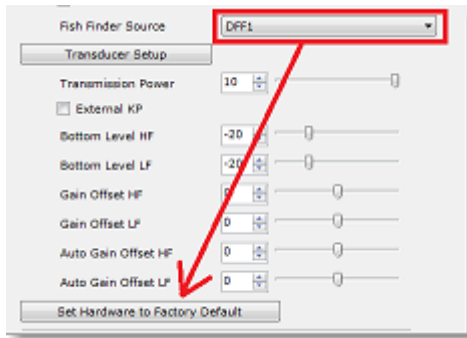 Fish Finder Source DFF1
Transducer Setup
Transmission Power 10
External KP
Bottom Level HF -20
Bottom Level LF -20
Gain Offset HF 0
Gain Offset LF 0
Auto Gain Offset HF 0
Auto Gain Offset LF 0
Set Hardware to Factory Default